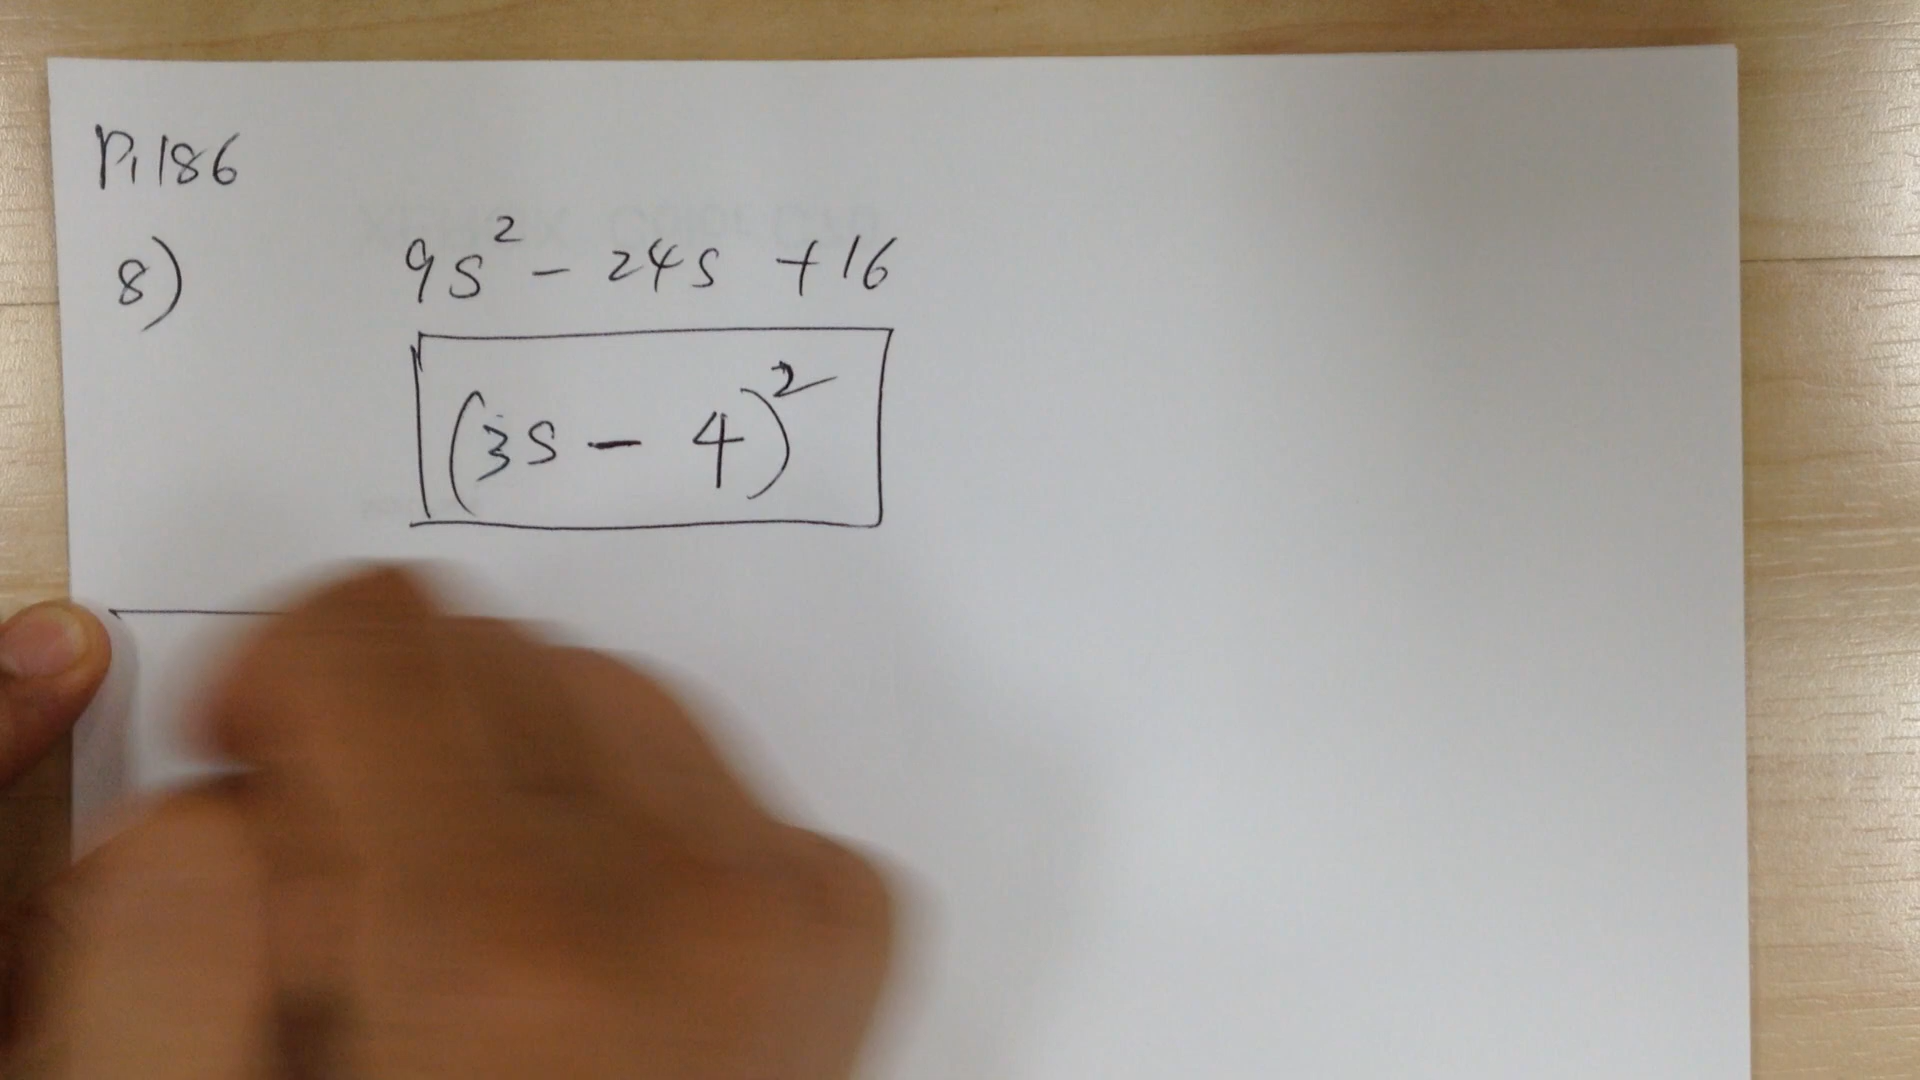 P. 186
8) 9s² - 24s + 16
(3s - 4)²